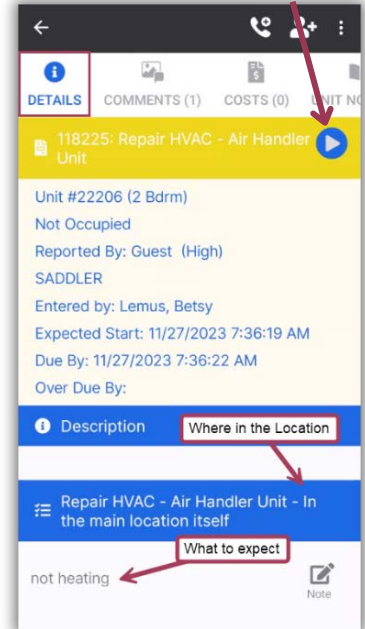 DETAILS COMMENTS (1) COSTS (0) UNIT NO
118225: Repair HVAC - Air Handler
Unit
Unit #22206 (2 Bdrm)
Not Occupied
Reported By: Guest (High)
SADDLER
Entered by: Lemus, Betsy
Expected Start: 11/27/2023 7:36:19 AM
Due By: 11/27/2023 7:36:22 AM
Over Due By:
Description
Where in the Location
Repair HVAC - Air Handler Unit - In
the main location itself
What to expect
not heating
Note